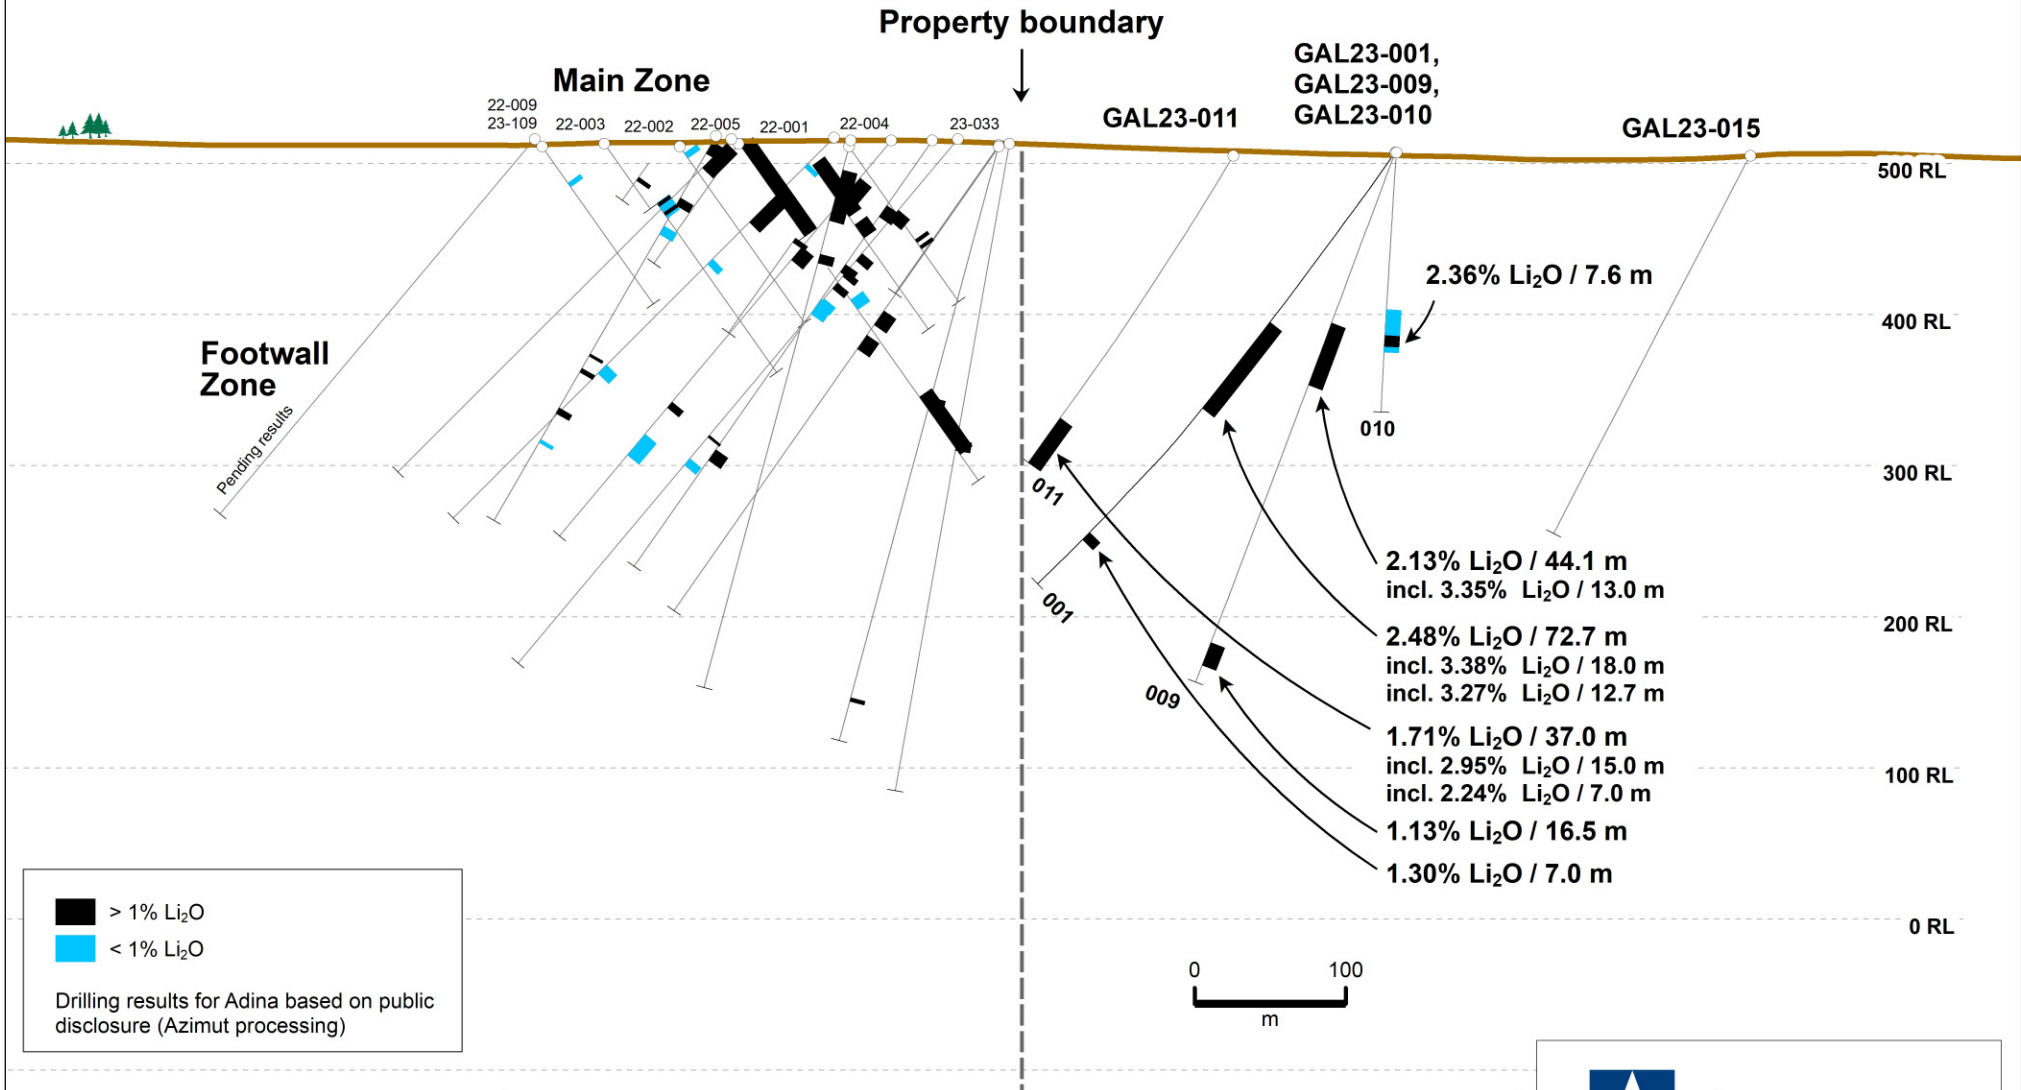 Property boundary
Main Zone
GAL23-001,
GAL23-009,
GAL23-010
GAL23-011
GAL23-015
22-009
23-109
22-003
22-002
22-005
22-001
22-004
23-033
500 RL
2.36% Li₂O / 7.6 m
400 RL
Footwall
Zone
Pending results
010
300 RL
011
2.13% Li₂O / 44.1 m
incl. 3.35% Li₂O / 13.0 m
001
200 RL
2.48% Li₂O / 72.7 m
incl. 3.38% Li₂O / 18.0 m
incl. 3.27% Li₂O / 12.7 m
009
1.71% Li₂O / 37.0 m
incl. 2.95% Li₂O / 15.0 m
incl. 2.24% Li₂O / 7.0 m
100 RL
1.13% Li₂O / 16.5 m
1.30% Li₂O / 7.0 m
0 RL
> 1% Li₂O
< 1% Li₂O
Drilling results for Adina based on public
disclosure (Azimut processing)
0 100
m